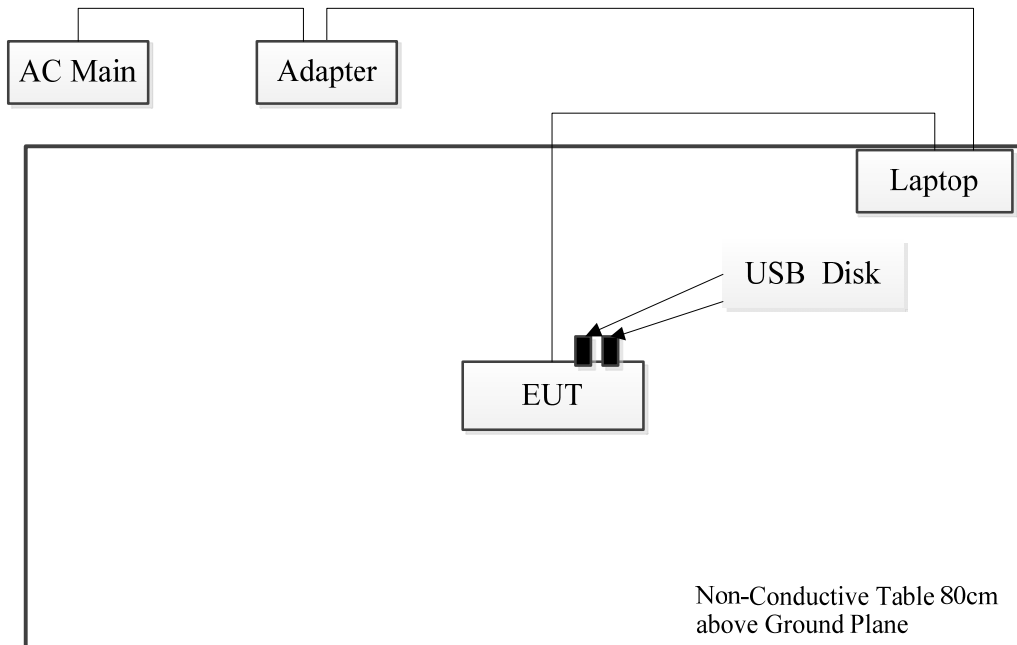 AC Main
Adapter
Laptop
USB Disk
EUT
Non-Conductive Table 80cm
above Ground Plane